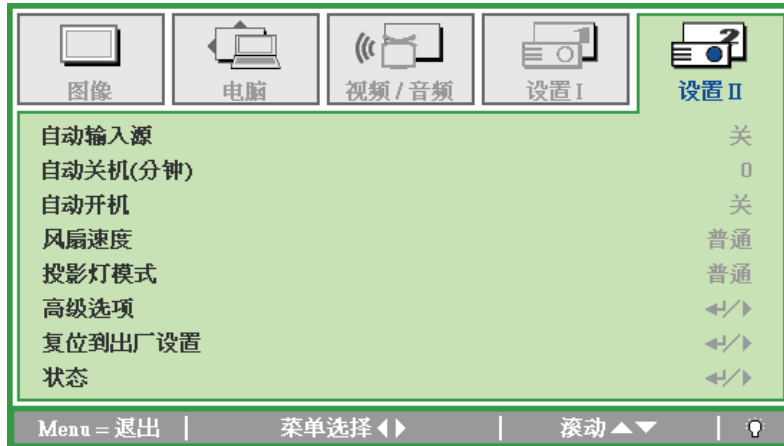 图像 电脑 视频 / 音频 设置 I 设置 II
自动输入源 关
自动关机(分钟) 0
自动开机 关
风扇速度 普通
投影灯模式 普通
高级选项 ↵/▶
复位到出厂设置 ↵/▶
状态 ↵/▶
Menu = 退出 菜单选择 ◀▶ 滚动 ▲▼